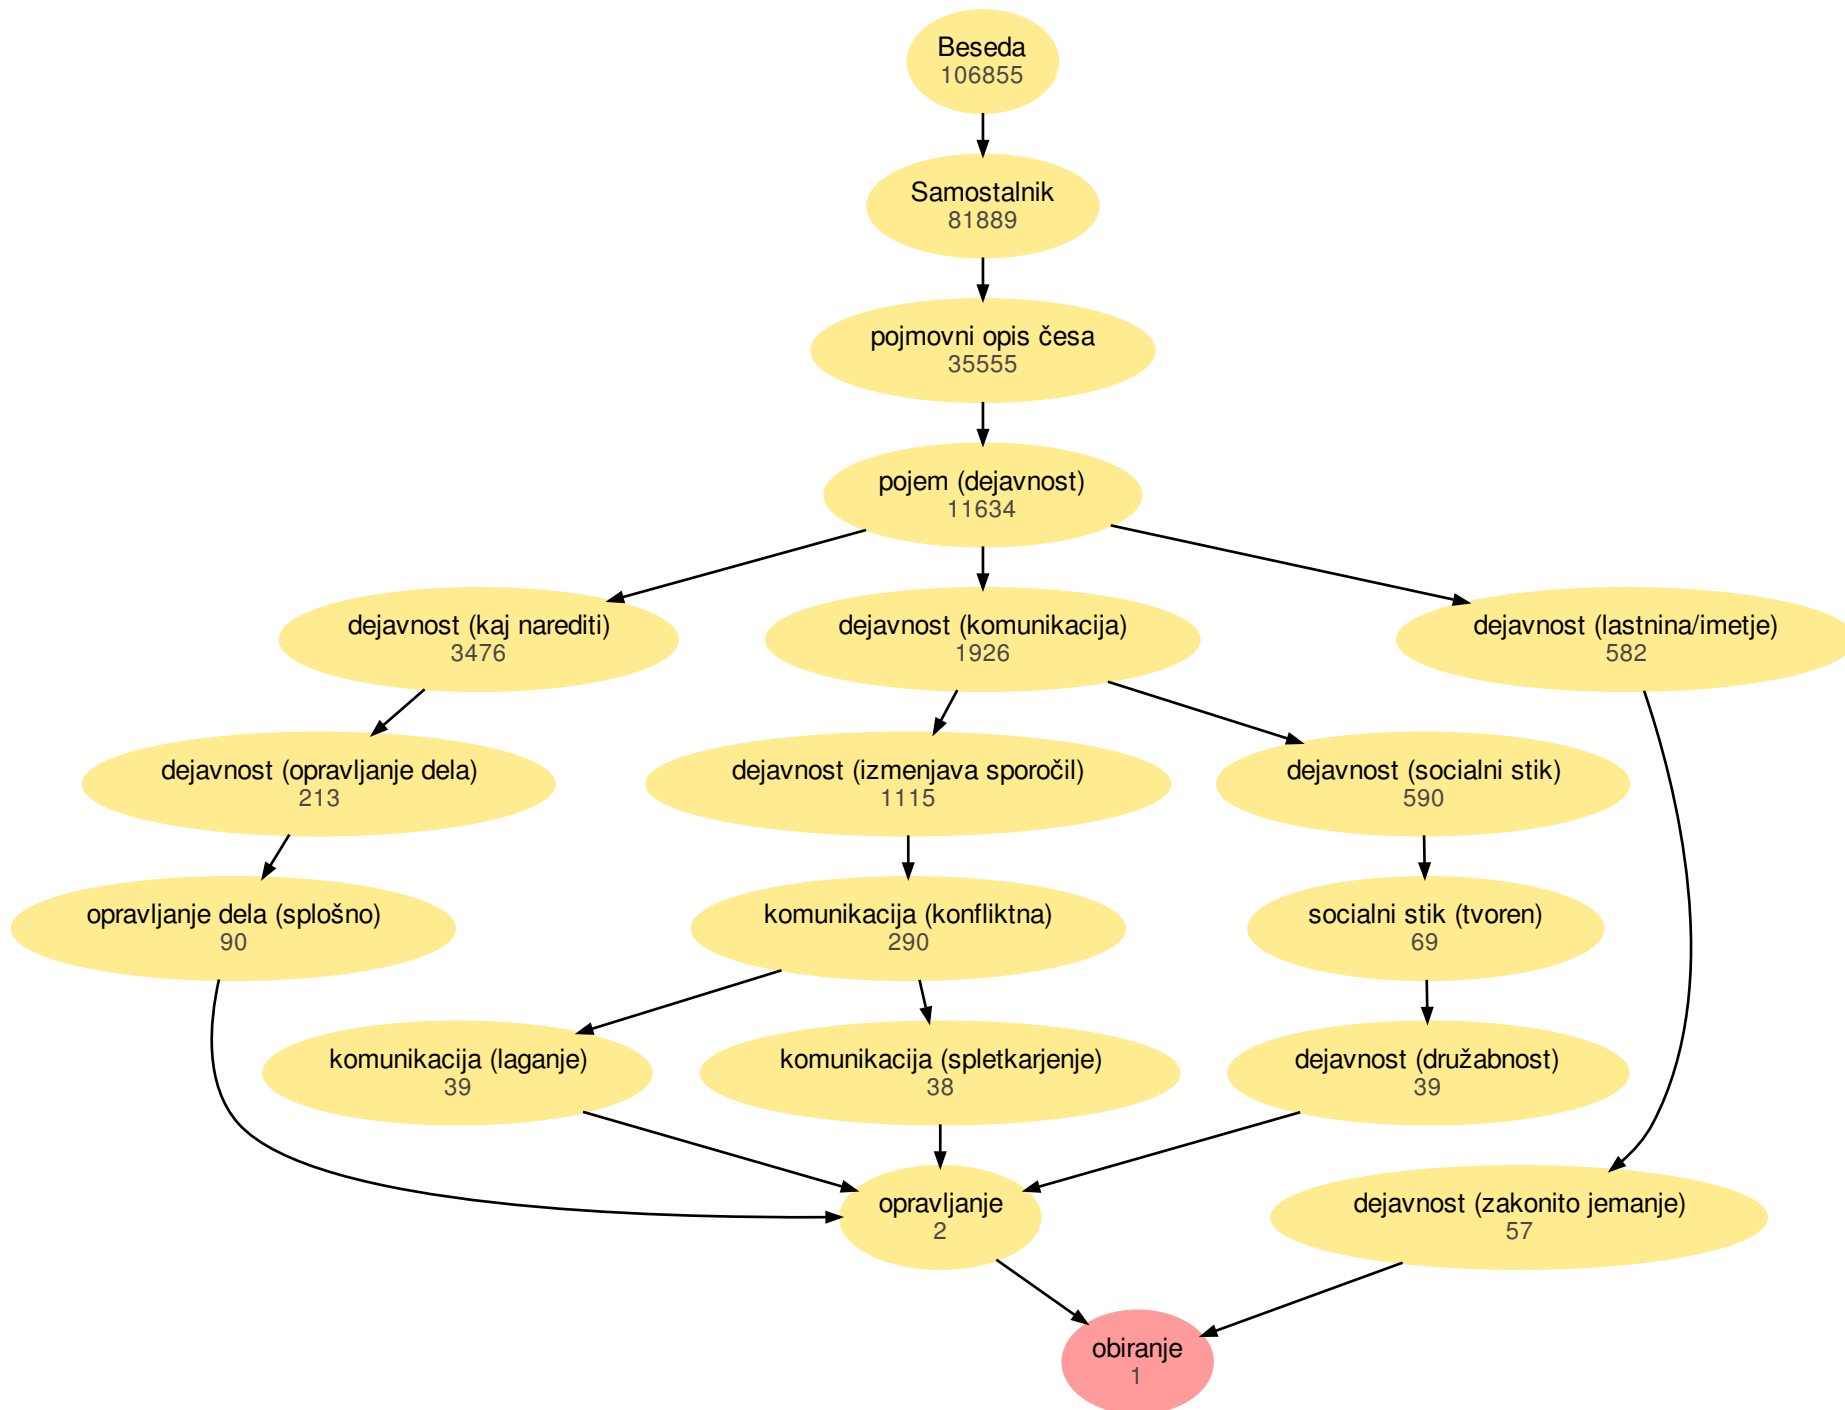 Beseda
106855
Samostalnik
81889
pojmovni opis česa
35555
pojem (dejavnost)
11634
dejavnost (kaj narediti)
3476
dejavnost (komunikacija)
1926
dejavnost (lastnina/imetje)
582
dejavnost (opravljanje dela)
213
dejavnost (izmenjava sporočil)
1115
dejavnost (socialni stik)
590
opravljanje dela (splošno)
90
komunikacija (konfliktna)
290
socialni stik (tvoren)
69
komunikacija (laganje)
39
komunikacija (spletkarjenje)
38
dejavnost (družabnost)
39
opravljanje
2
dejavnost (zakonito jemanje)
57
obiranje
1